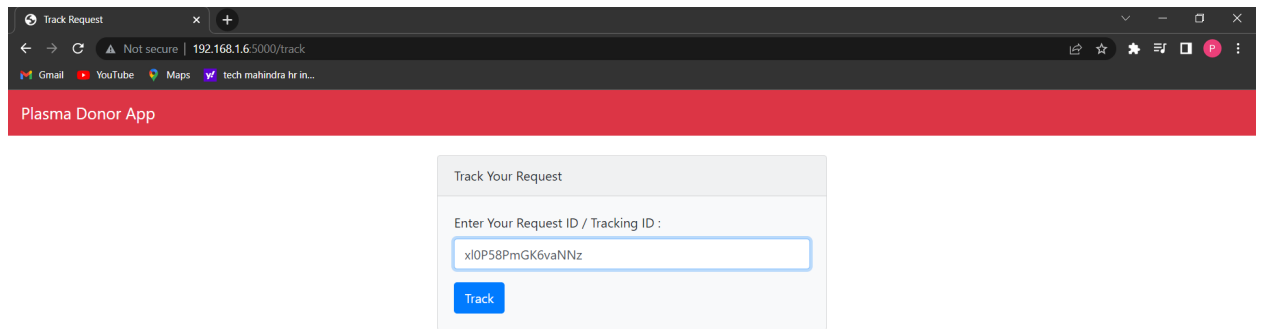 Track Request
Not secure | 192.168.1.6:5000/track
P
Gmail YouTube Maps y! tech mahindra hr in...
Plasma Donor App
Track Your Request
Enter Your Request ID / Tracking ID :
xl0P58PmGK6vaNNz
Track